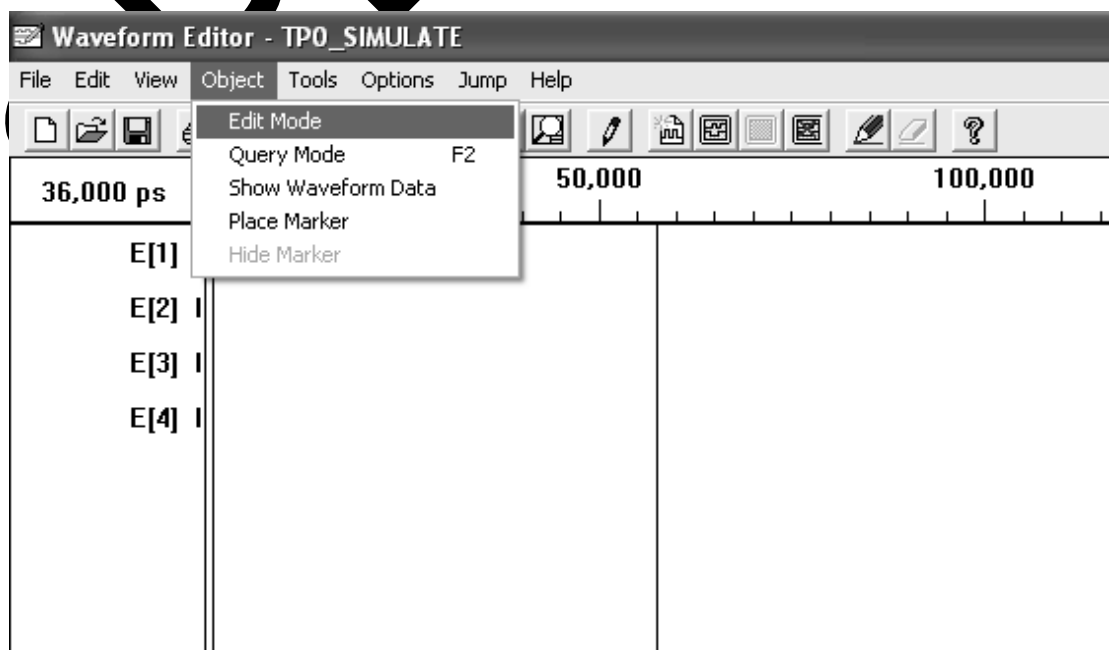 Waveform Editor - TP0_SIMULATE
File Edit View Object Tools Options Jump Help
Edit Mode
Query Mode F2
Show Waveform Data
Place Marker
Hide Marker
36,000 ps 50,000 100,000
E[1]
E[2] I
E[3] I
E[4] I